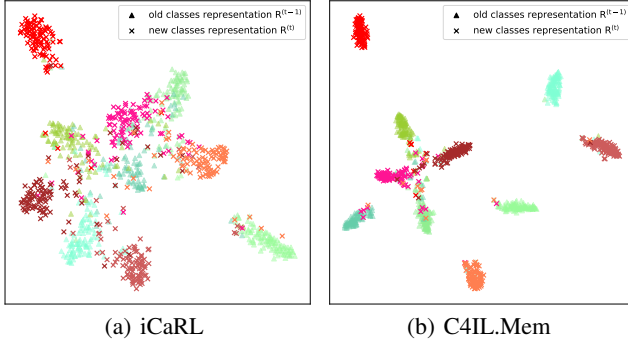 old classes representation R^(t−1)
new classes representation R^(t)
old classes representation R^(t−1)
new classes representation R^(t)
(a) iCaRL
(b) C4IL.Mem